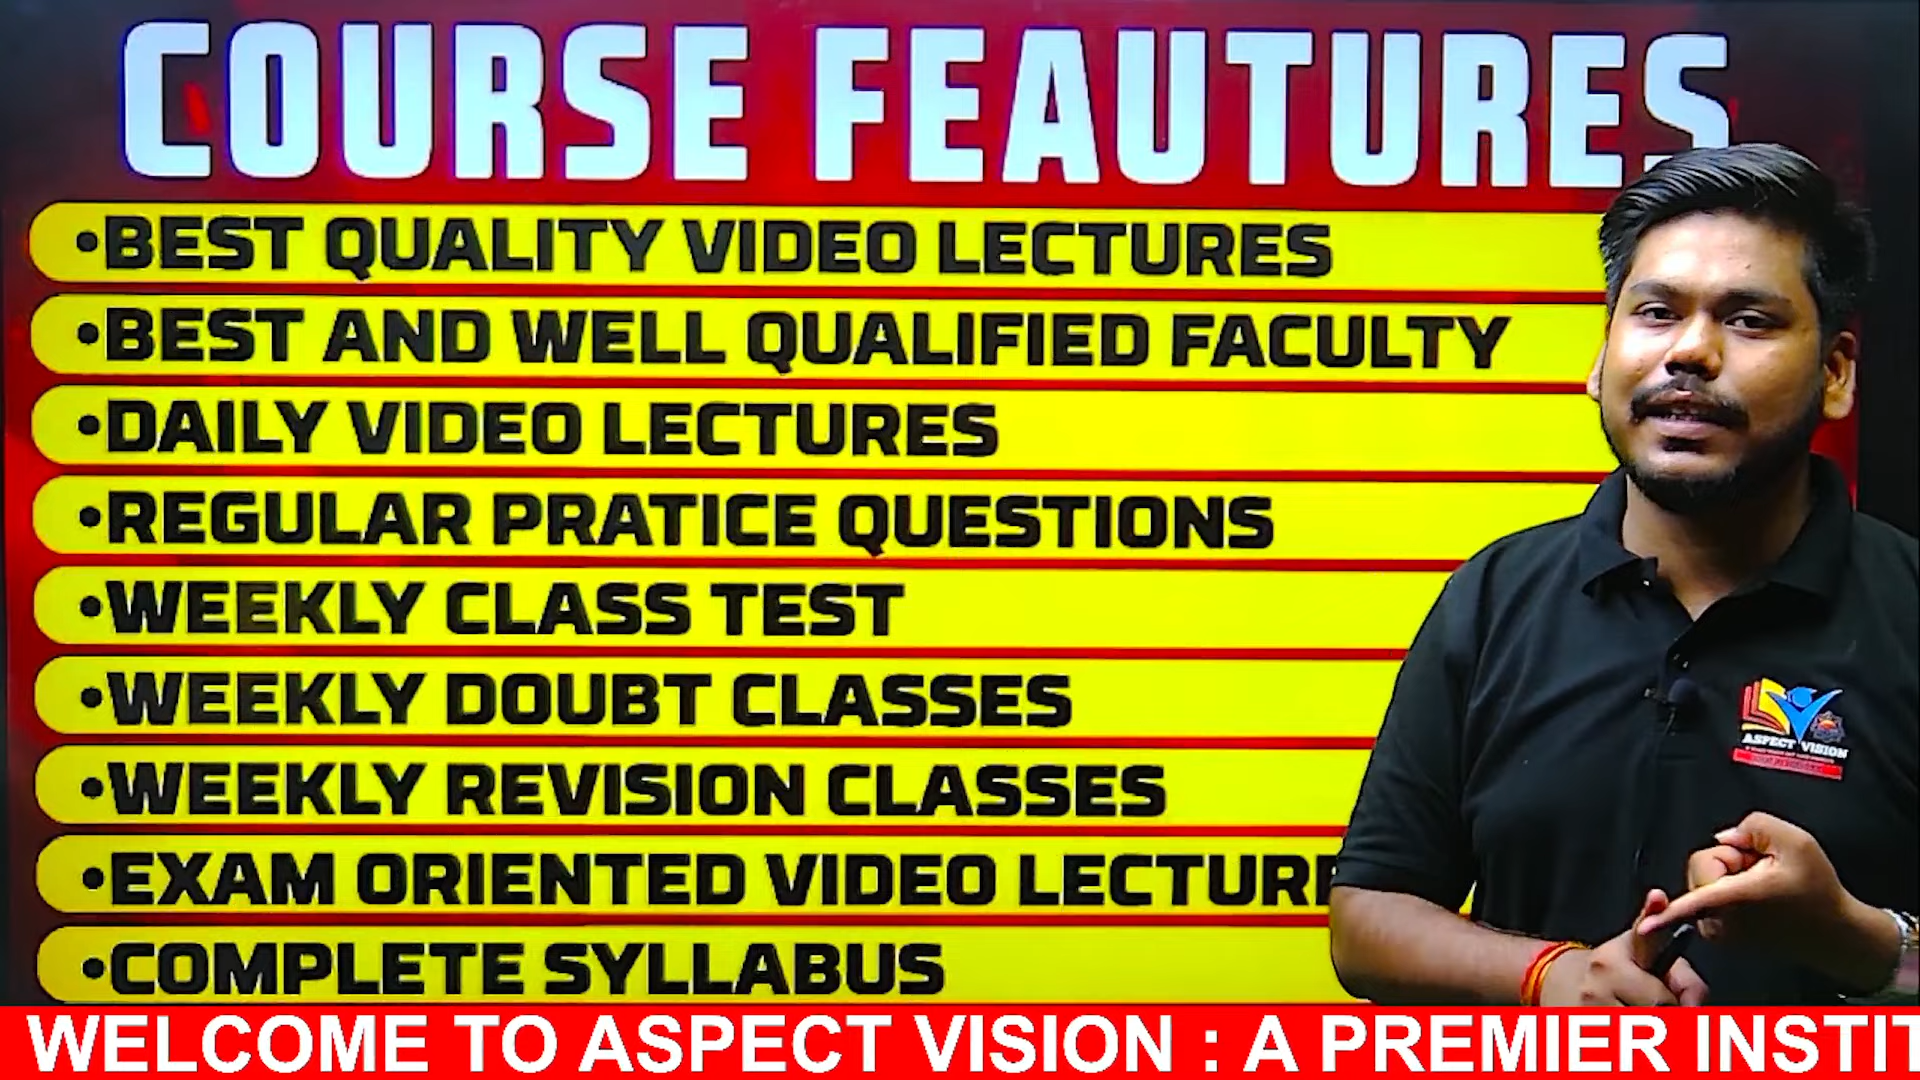 COURSE FEAUTURES
•BEST QUALITY VIDEO LECTURES
•BEST AND WELL QUALIFIED FACULTY
•DAILY VIDEO LECTURES
•REGULAR PRATICE QUESTIONS
•WEEKLY CLASS TEST
•WEEKLY DOUBT CLASSES
•WEEKLY REVISION CLASSES
•EXAM ORIENTED VIDEO LECTURE
•COMPLETE SYLLABUS
ASPECT VISION
WELCOME TO ASPECT VISION : A PREMIER INSTIT